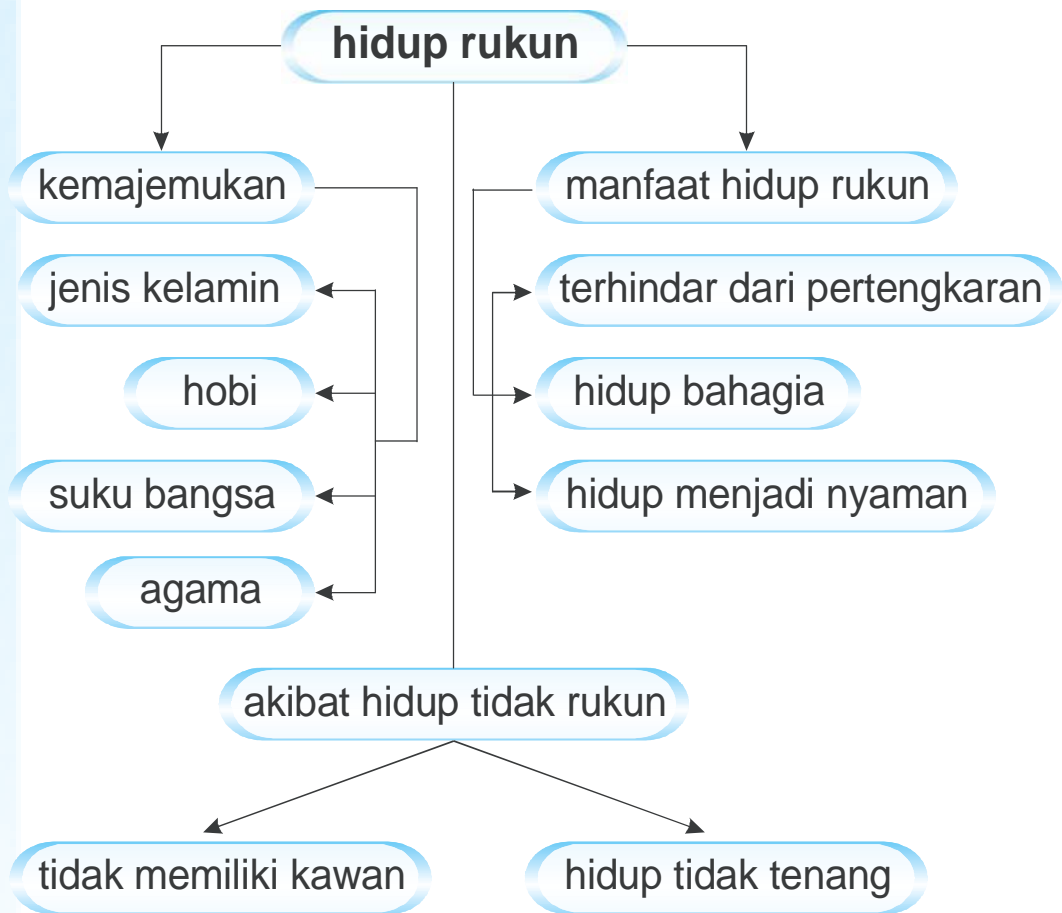 hidup rukun
kemajemukan
jenis kelamin
hobi
suku bangsa
agama
manfaat hidup rukun
terhindar dari pertengkaran
hidup bahagia
hidup menjadi nyaman
akibat hidup tidak rukun
tidak memiliki kawan
hidup tidak tenang